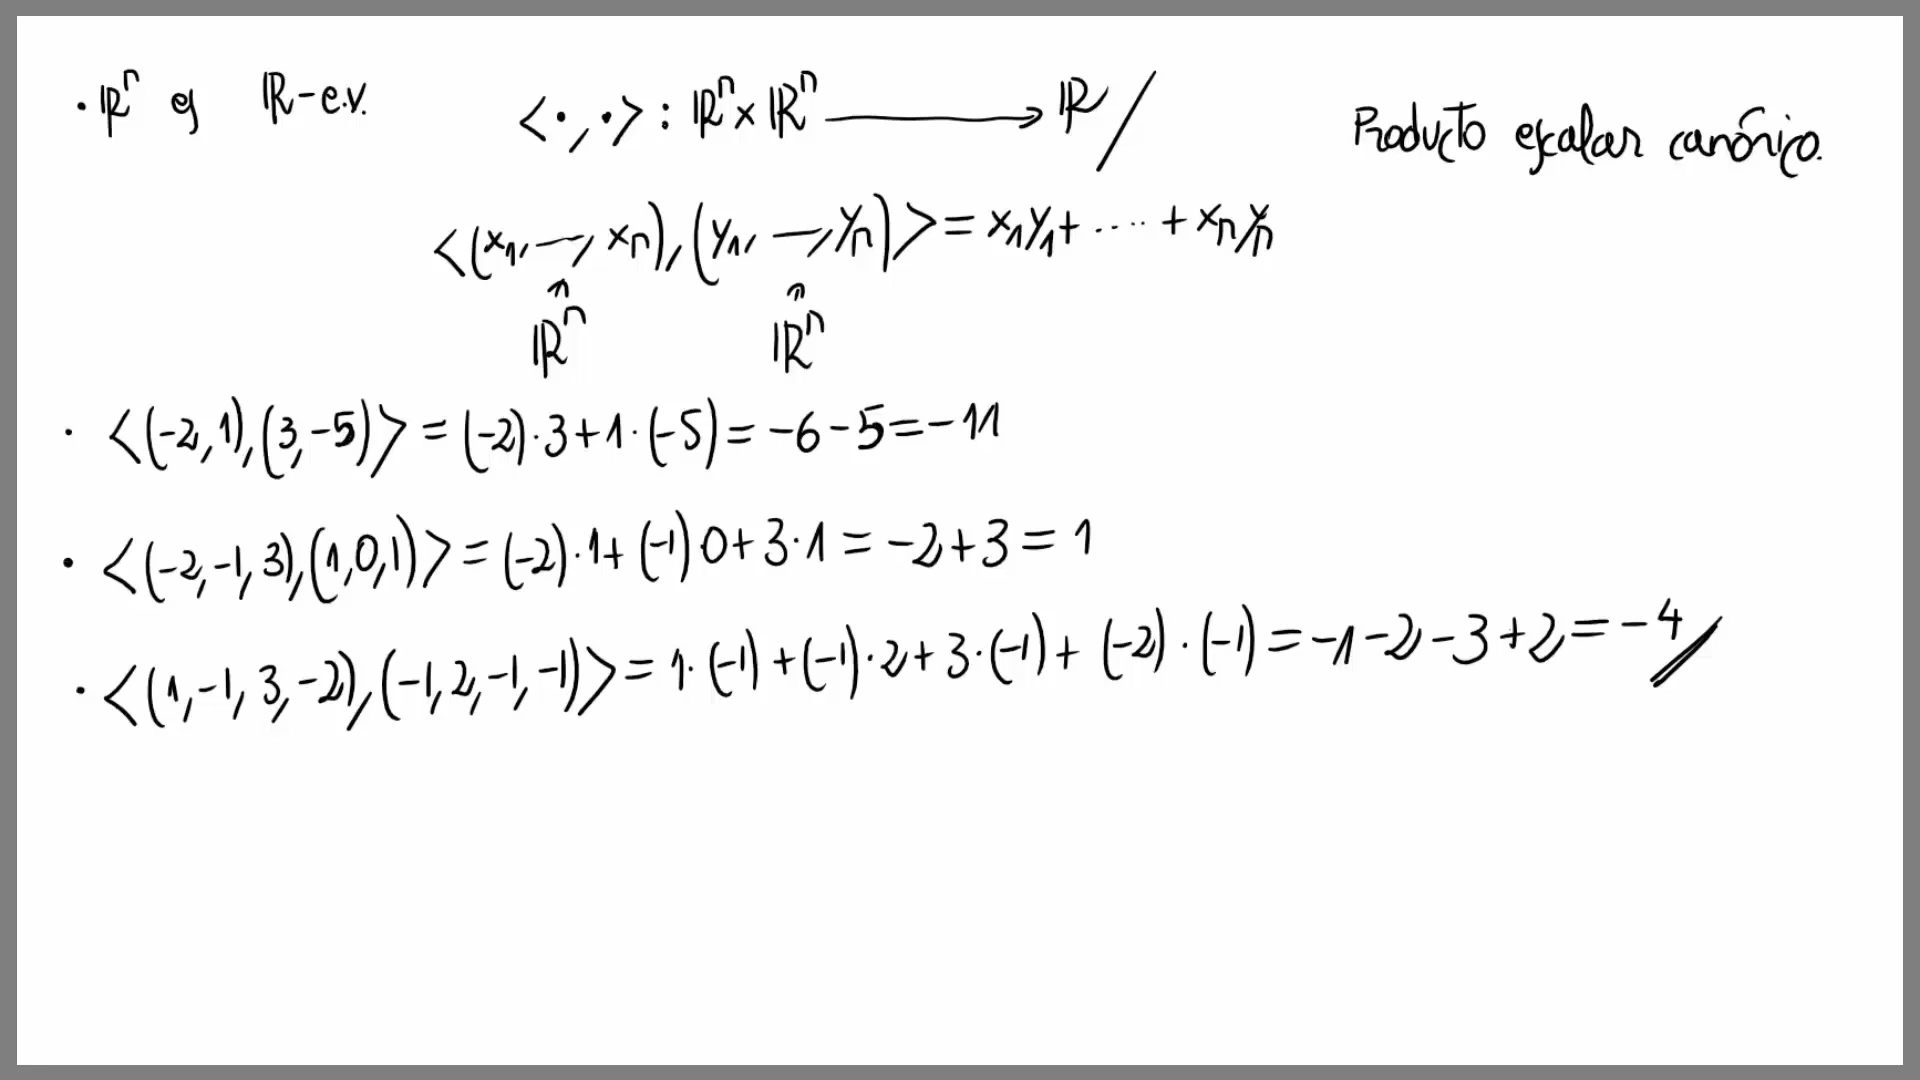 · ℝⁿ es ℝ-e.v. <·,·> : ℝⁿ x ℝⁿ ⟶ ℝ / Producto escalar canónico.
<(x₁, —, xₙ), (y₁, —, yₙ)> = x₁y₁ + ····· + xₙyₙ
↑ ↑
ℝⁿ ℝⁿ
· <(-2,1),(3,-5)> = (-2)·3+1·(-5) = -6-5=-11
· <(-2,-1,3),(1,0,1)> = (-2)·1+(-1)·0+3·1 = -2+3 = 1
· <(1,-1,3,-2),(-1,2,-1,-1)> = 1·(-1)+(-1)·2+3·(-1)+(-2)·(-1) = -1-2-3+2 = -4